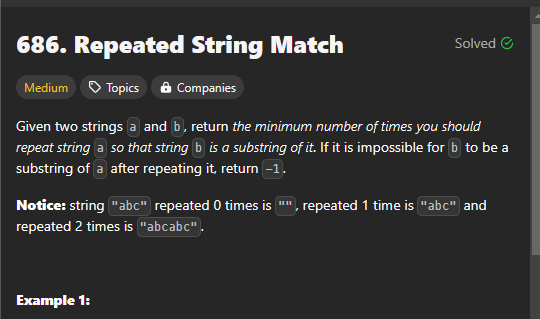 686. Repeated String Match
Solved
Medium
Topics
Companies
Given two strings a and b, return the minimum number of times you should
repeat string a so that string b is a substring of it. If it is impossible for b to be a
substring of a after repeating it, return -1.
Notice: string "abc" repeated 0 times is "", repeated 1 time is "abc" and
repeated 2 times is "abcabc".
Example 1: